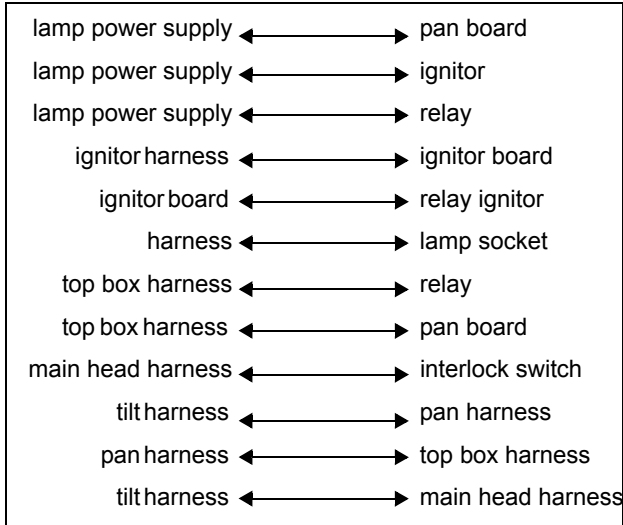 lamp power supply pan board
lamp power supply ignitor
lamp power supply relay
ignitor harness ignitor board
ignitor board relay ignitor
harness lamp socket
top box harness relay
top box harness pan board
main head harness interlock switch
tilt harness pan harness
pan harness top box harness
tilt harness main head harness